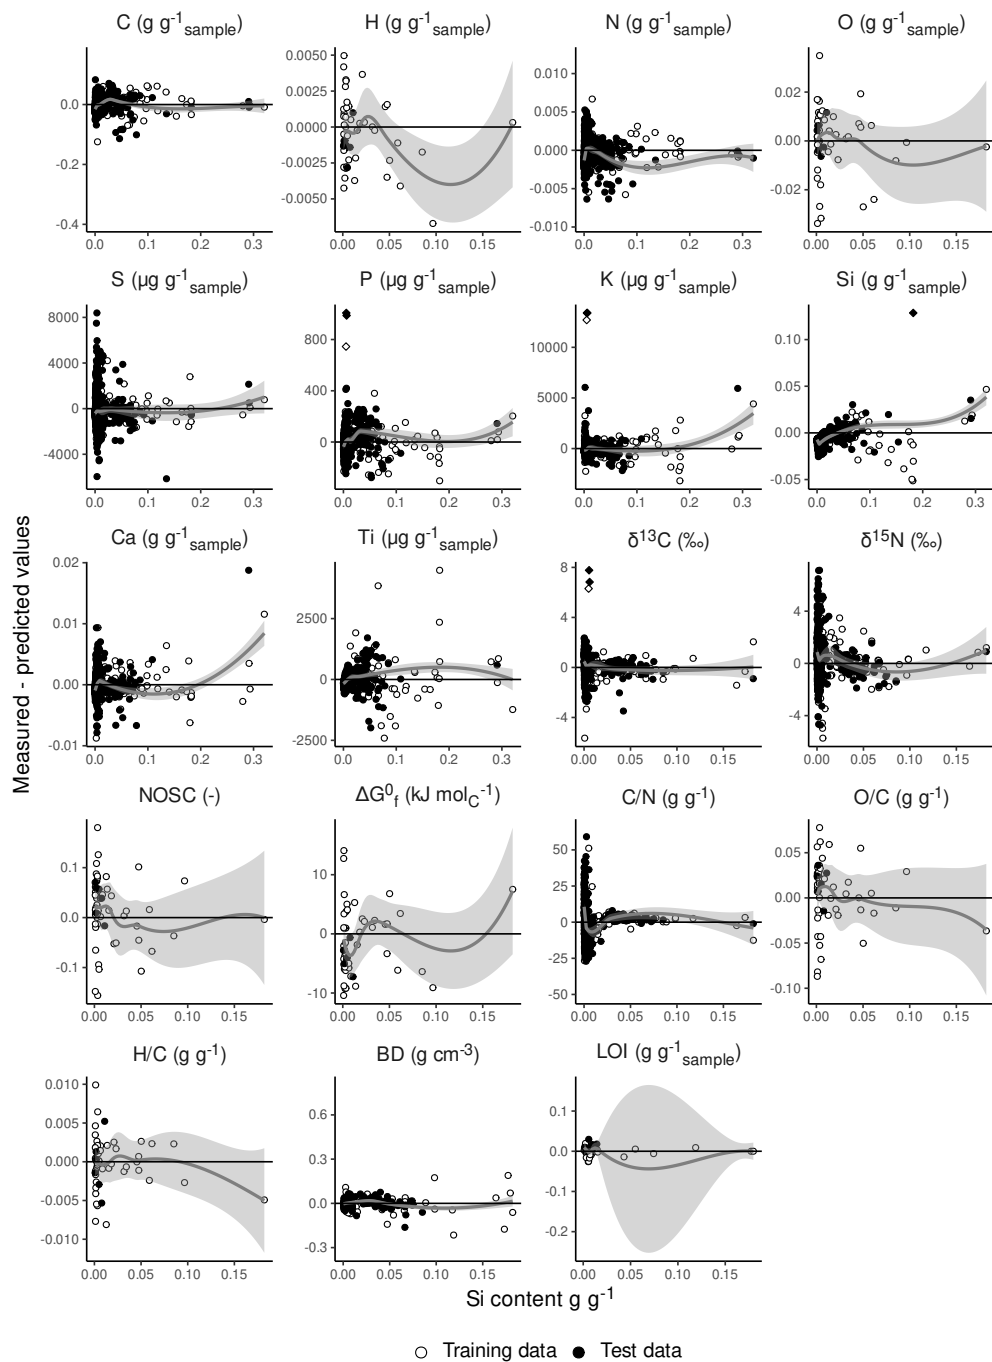 C (g g⁻¹sample) H (g g⁻¹sample) N (g g⁻¹sample) O (g g⁻¹sample)
0.0 -0.2 -0.4
0.0050 0.0025 0.0000 -0.0025 -0.0050
0.010 0.005 0.000 -0.005 -0.010
0.02 0.00 -0.02
0.0 0.1 0.2 0.3
0.00 0.05 0.10 0.15
0.0 0.1 0.2 0.3
0.00 0.05 0.10 0.15
S (µg g⁻¹sample) P (µg g⁻¹sample) K (µg g⁻¹sample) Si (g g⁻¹sample)
8000 4000 0 -4000
800 400 0
10000 5000 0
0.10 0.05 0.00 -0.05
0.0 0.1 0.2 0.3
0.0 0.1 0.2 0.3
0.0 0.1 0.2 0.3
0.0 0.1 0.2 0.3
Measured - predicted values
Ca (g g⁻¹sample) Ti (µg g⁻¹sample) δ¹³C (‰) δ¹⁵N (‰)
0.02 0.01 0.00 -0.01
2500 0 -2500
8 4 0 -4
4 0 -4
0.0 0.1 0.2 0.3
0.0 0.1 0.2 0.3
0.00 0.05 0.10 0.15
0.00 0.05 0.10 0.15
NOSC (-) ΔG⁰f (kJ molC⁻¹) C/N (g g⁻¹) O/C (g g⁻¹)
0.1 0.0 -0.1
10 0 -10
50 25 0 -25 -50
0.05 0.00 -0.05 -0.10
0.00 0.05 0.10 0.15
0.00 0.05 0.10 0.15
0.00 0.05 0.10 0.15
0.00 0.05 0.10 0.15
H/C (g g⁻¹) BD (g cm⁻³) LOI (g g⁻¹sample)
0.010 0.005 0.000 -0.005 -0.010
0.6 0.3 0.0 -0.3
0.1 0.0 -0.1 -0.2
0.00 0.05 0.10 0.15
0.00 0.05 0.10 0.15
0.00 0.05 0.10 0.15
Si content g g⁻¹
Training data Test data